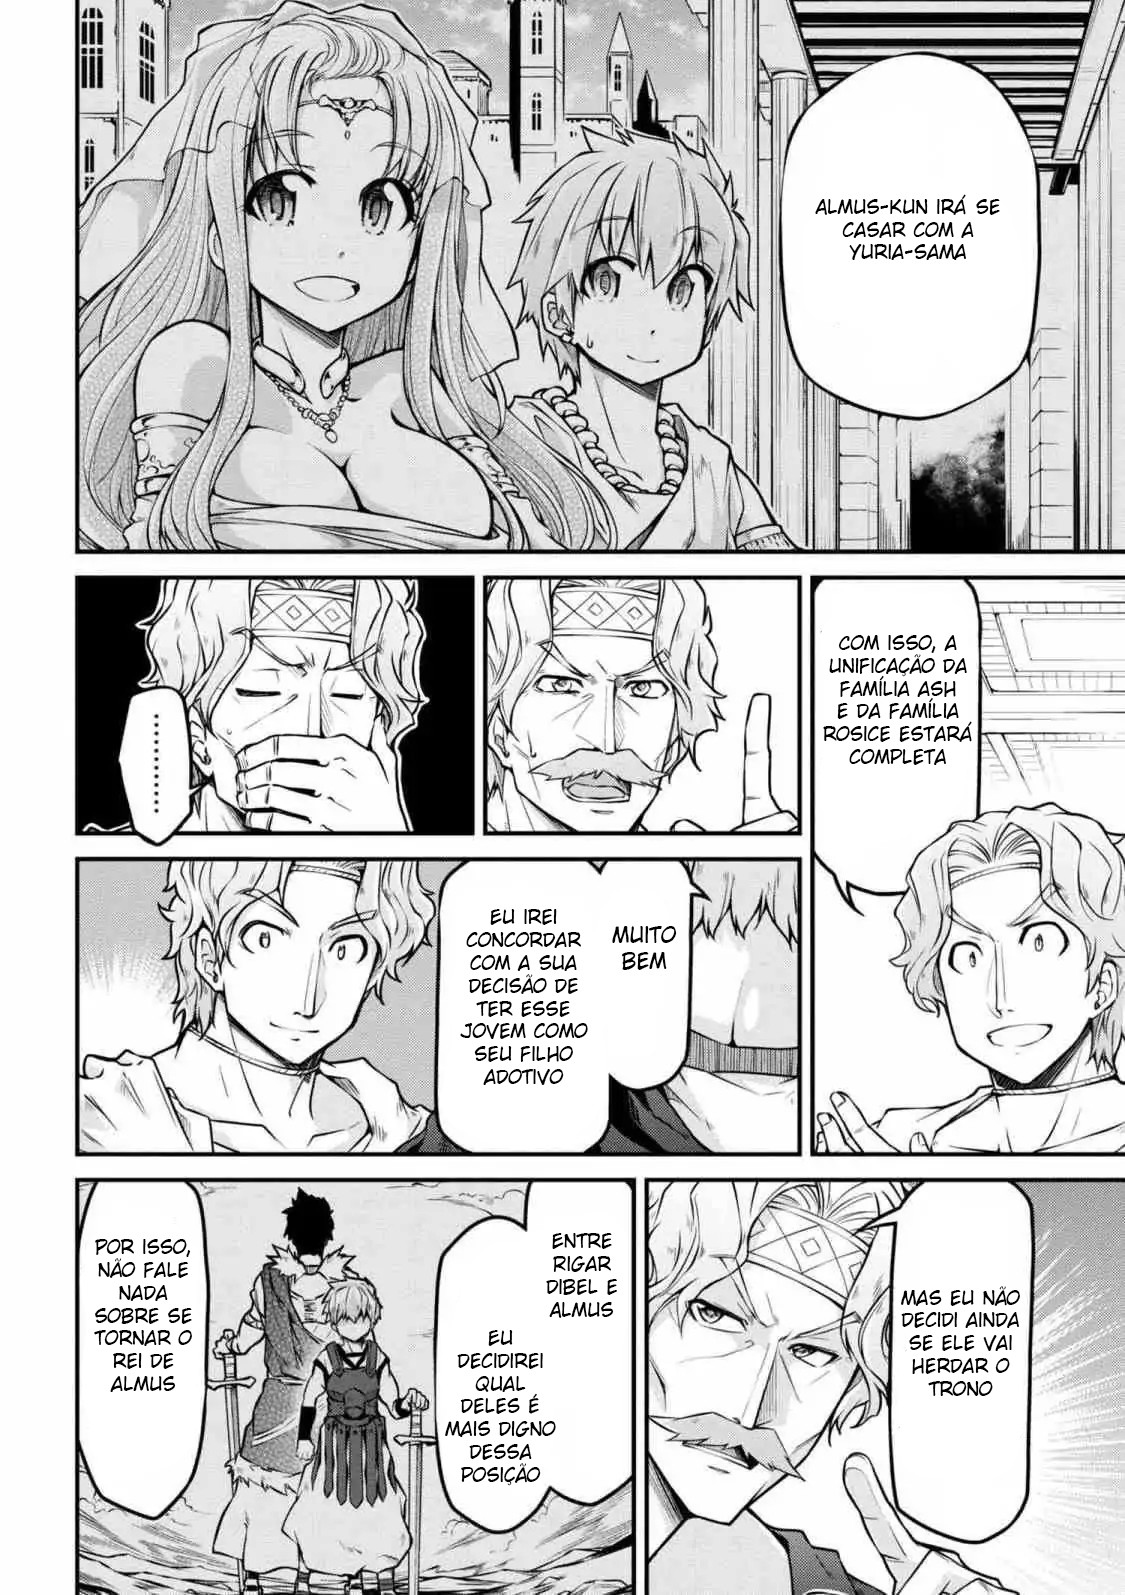 ALMUS-KUN IRÁ SE
CASAR COM A
YURIA-SAMA
COM ISSO, A
UNIFICAÇÃO DA
FAMÍLIA ASH
E DA FAMÍLIA
ROSICE ESTARÁ
COMPLETA
..........
MUITO
BEM
EU IREI
CONCORDAR
COM A SUA
DECISÃO DE
TER ESSE
JOVEM COMO
SEU FILHO
ADOTIVO
MAS EU NÃO
DECIDI AINDA
SE ELE VAI
HERDAR O
TRONO
ENTRE
RIGAR
DIBEL E
ALMUS
EU
DECIDIREI
QUAL
DELES É
MAIS DIGNO
DESSA
POSIÇÃO
POR ISSO,
NÃO FALE
NADA
SOBRE SE
TORNAR O
REI DE
ALMUS